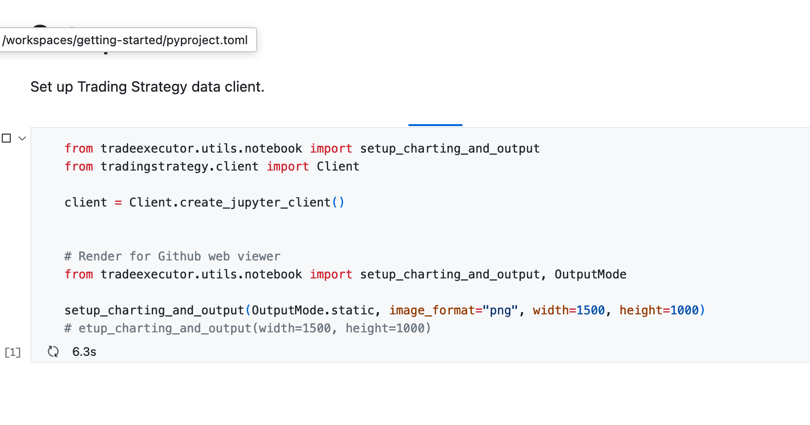 /workspaces/getting-started/pyproject.toml
Set up Trading Strategy data client.
from tradeexecutor.utils.notebook import setup_charting_and_output
from tradingstrategy.client import Client
client = Client.create_jupyter_client()
# Render for Github web viewer
from tradeexecutor.utils.notebook import setup_charting_and_output, OutputMode
setup_charting_and_output(OutputMode.static, image_format="png", width=1500, height=1000)
# etup_charting_and_output(width=1500, height=1000)
[1]
6.3s